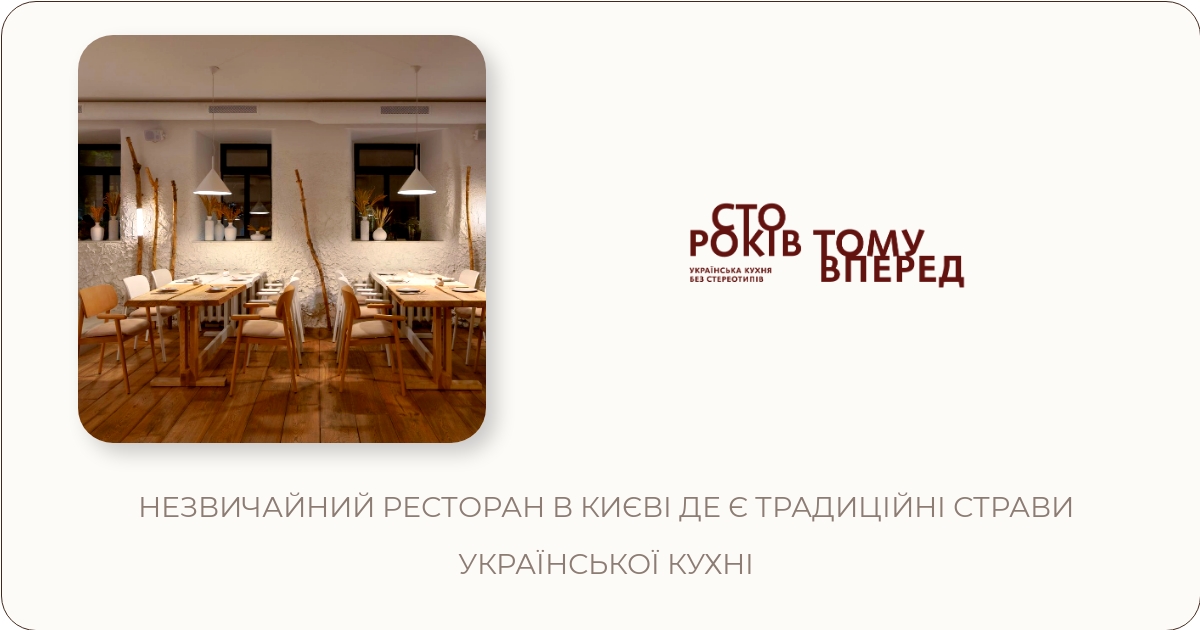 СТО
РОКІВ ТОМУ
ВПЕРЕД
УКРАЇНСЬКА КУХНЯ
БЕЗ СТЕРЕОТИПІВ
НЕЗВИЧАЙНИЙ РЕСТОРАН В КИЄВІ ДЕ Є ТРАДИЦІЙНІ СТРАВИ
УКРАЇНСЬКОЇ КУХНІ